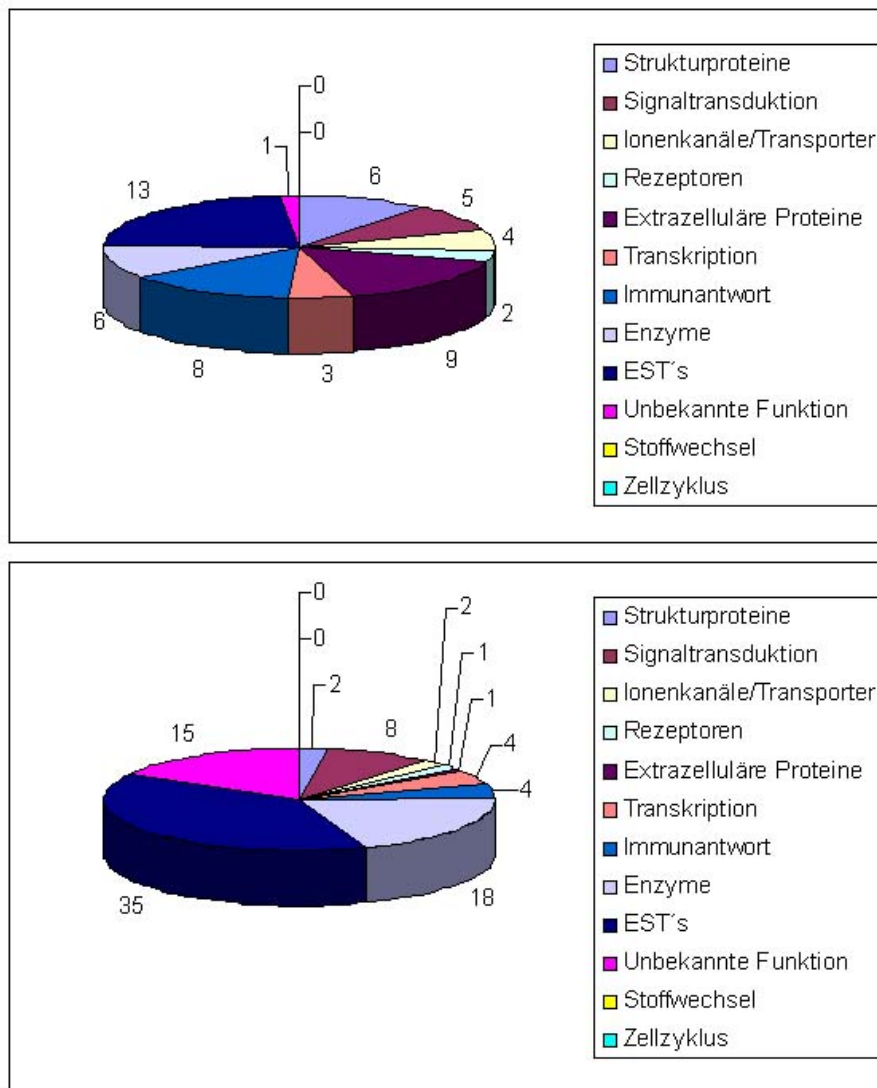 0
0
1
13
6
5
4
2
9
3
8
6
Strukturproteine
Signaltransduktion
Ionenkanäle/Transporter
Rezeptoren
Extrazelluläre Proteine
Transkription
Immunantwort
Enzyme
EST´s
Unbekannte Funktion
Stoffwechsel
Zellzyklus
0
0
2
15
8
2
1
1
4
4
18
35
Strukturproteine
Signaltransduktion
Ionenkanäle/Transporter
Rezeptoren
Extrazelluläre Proteine
Transkription
Immunantwort
Enzyme
EST´s
Unbekannte Funktion
Stoffwechsel
Zellzyklus